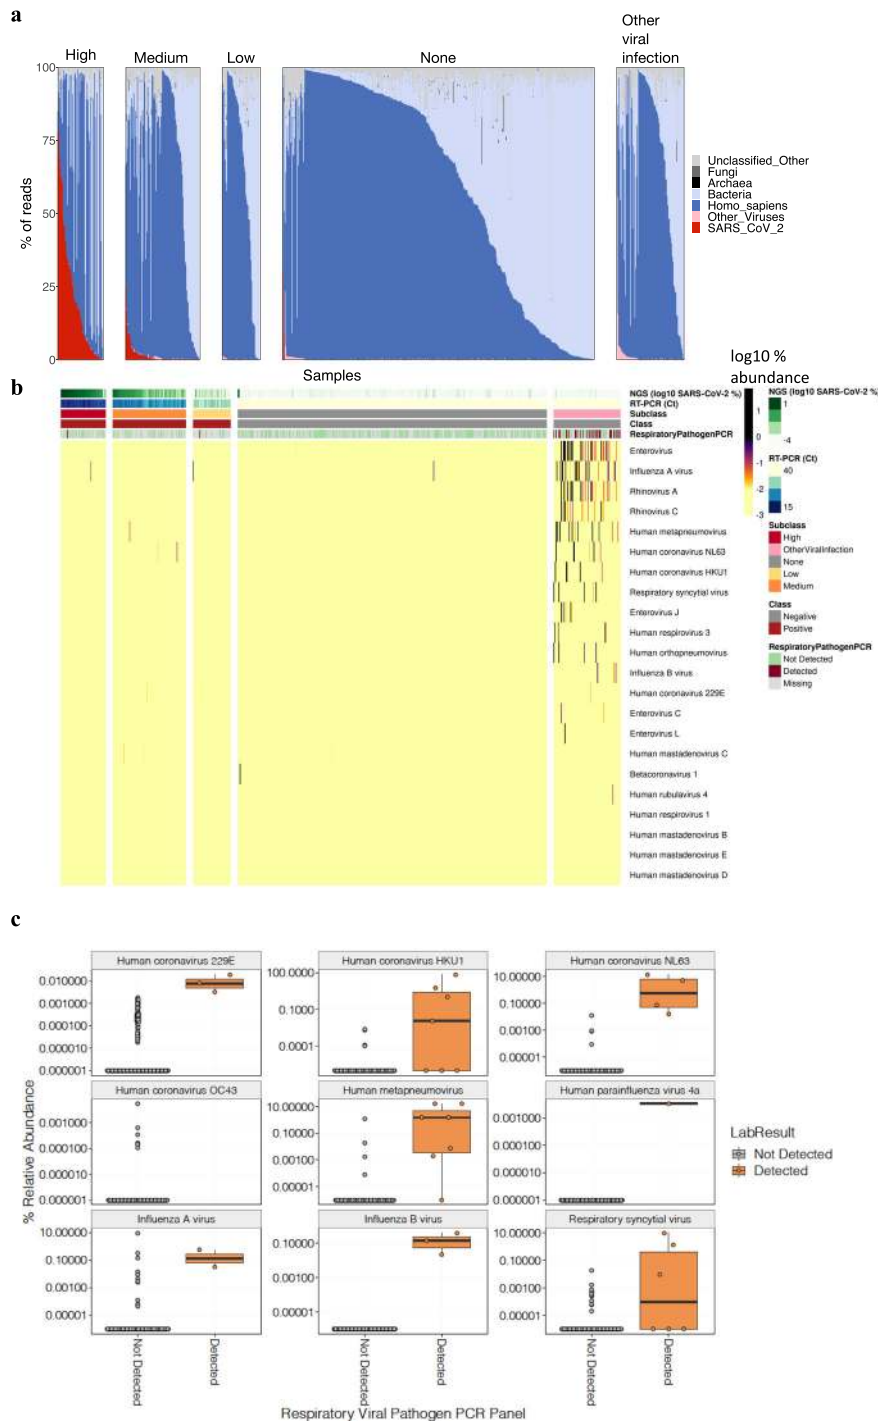 a
High
Medium
Low
None
Other
viral
infection
100
75
50
25
0
% of reads
Unclassified_Other
Fungi
Archaea
Bacteria
Homo_sapiens
Other_Viruses
SARS_CoV_2
Samples
b
log10 %
abundance
NGS (log10 SARS-CoV-2 %)
RT-PCR (Ct)
Subclass
Class
RespiratoryPathogenPCR
Enterovirus
Influenza A virus
Rhinovirus A
Rhinovirus C
Human metapneumovirus
Human coronavirus NL63
Human coronavirus HKU1
Respiratory syncytial virus
Enterovirus J
Human respirovirus 3
Human orthopneumovirus
Influenza B virus
Human coronavirus 229E
Enterovirus C
Enterovirus L
Human mastadenovirus C
Betacoronavirus 1
Human rubulavirus 4
Human respirovirus 1
Human mastadenovirus B
Human mastadenovirus E
Human mastadenovirus D
1
0
-1
-2
-3
NGS (log10 SARS-CoV-2 %)
1
-4
RT-PCR (Ct)
40
15
Subclass
High
OtherViralInfection
None
Low
Medium
Class
Negative
Positive
RespiratoryPathogenPCR
Not Detected
Detected
Missing
c
Human coronavirus 229E
0.010000
0.001000
0.000100
0.000010
0.000001
Human coronavirus HKU1
100.0000
0.1000
0.0001
Human coronavirus NL63
10.00000
0.10000
0.00100
0.00001
Human coronavirus OC43
0.001000
0.000100
0.000010
0.000001
Human metapneumovirus
10.00000
0.10000
0.00100
0.00001
Human parainfluenza virus 4a
0.001000
0.000100
0.000010
0.000001
Influenza A virus
10.00000
0.10000
0.00100
0.00001
Influenza B virus
0.10000
0.00100
0.00001
Respiratory syncytial virus
10.00000
0.10000
0.00100
0.00001
% Relative Abundance
Not Detected
Detected
Not Detected
Detected
Not Detected
Detected
Respiratory Viral Pathogen PCR Panel
LabResult
Not Detected
Detected